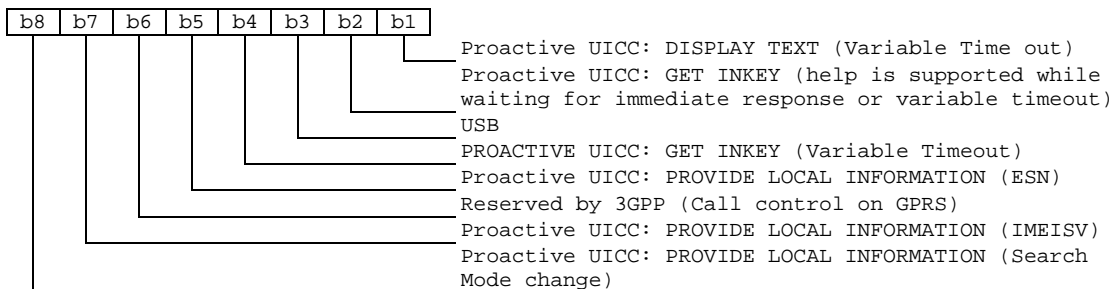 b8 b7 b6 b5 b4 b3 b2 b1
Proactive UICC: DISPLAY TEXT (Variable Time out)
Proactive UICC: GET INKEY (help is supported while
waiting for immediate response or variable timeout)
USB
PROACTIVE UICC: GET INKEY (Variable Timeout)
Proactive UICC: PROVIDE LOCAL INFORMATION (ESN)
Reserved by 3GPP (Call control on GPRS)
Proactive UICC: PROVIDE LOCAL INFORMATION (IMEISV)
Proactive UICC: PROVIDE LOCAL INFORMATION (Search
Mode change)